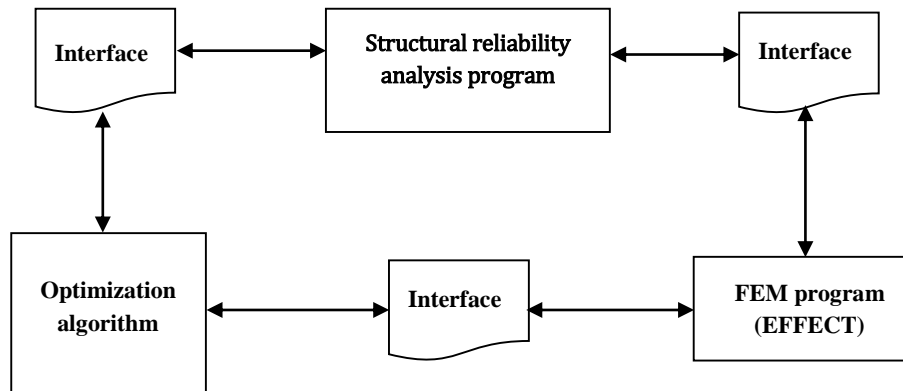 Interface
Structural reliability
analysis program
Interface
Optimization
algorithm
Interface
FEM program
(EFFECT)